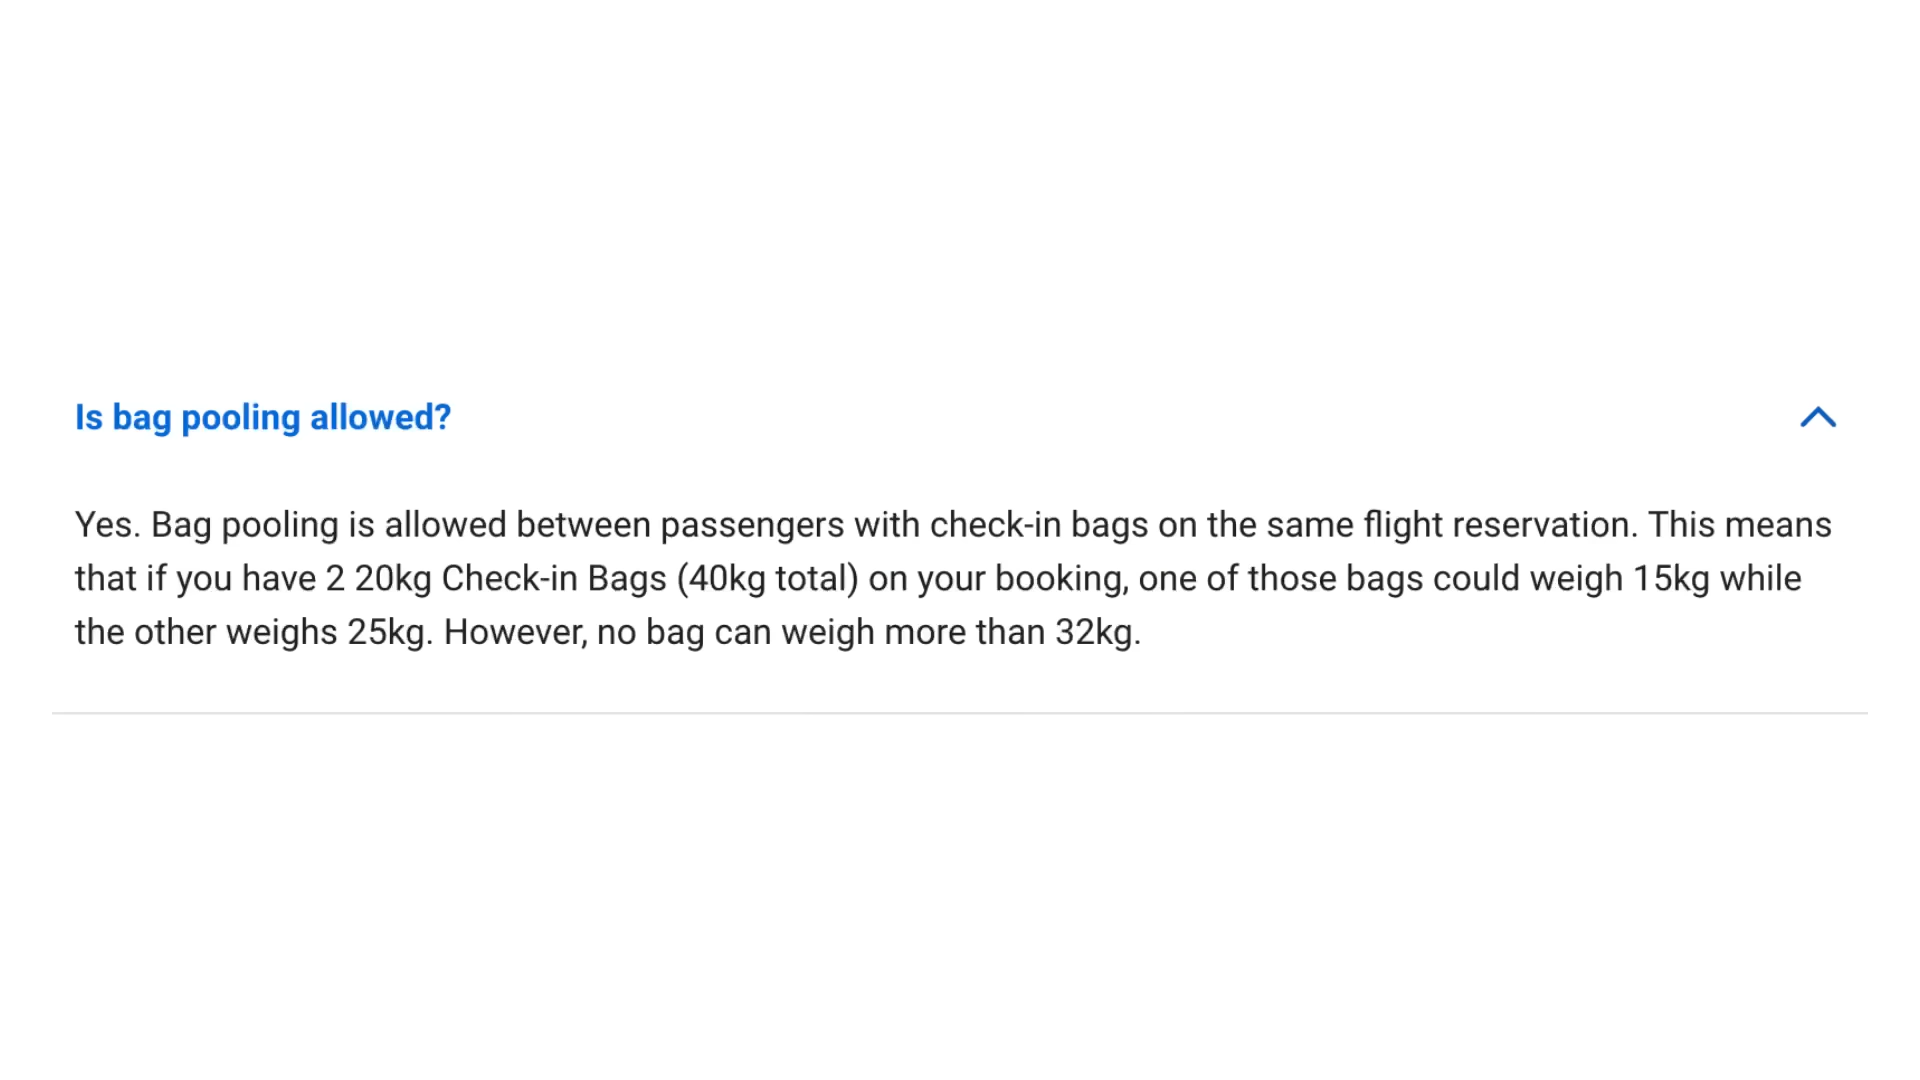 Is bag pooling allowed?
Yes. Bag pooling is allowed between passengers with check-in bags on the same flight reservation. This means
that if you have 2 20kg Check-in Bags (40kg total) on your booking, one of those bags could weigh 15kg while
the other weighs 25kg. However, no bag can weigh more than 32kg.